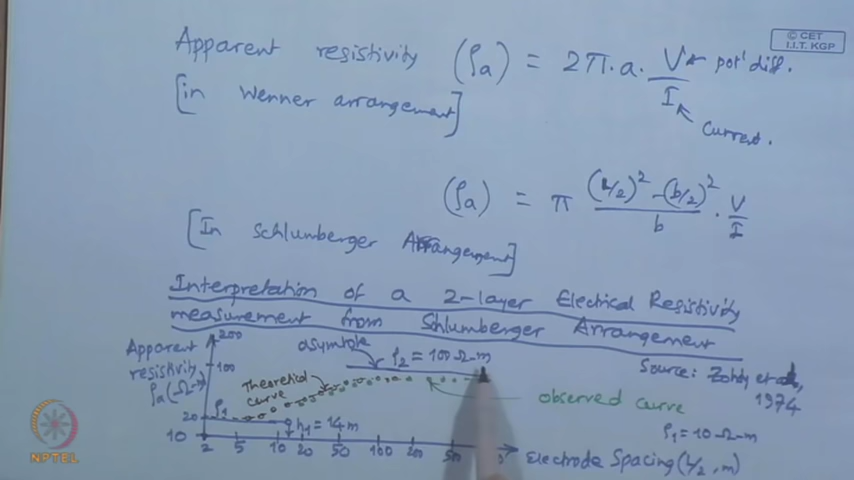 © CET
I.I.T. KGP
Apparent resistivity (ρa) = 2π.a. V/I ← pot' diff.
[in Wenner arrangement]
Current.
(ρa) = π (L/2)² - (b/2)² / b . V/I
[In Schlumberger Arrangement]
Interpretation of a 2-layer Electrical Resistivity
measurement from Schlumberger Arrangement
Apparent
resistivity
ρa (Ω-m)
200
100
20
10
asymptote
ρ2 = 100 Ω-m
Source: Zohdy et al.,
1974
Theoretical
curve
observed curve
ρ1
h1 = 14m
ρ1 = 10 Ω-m
2 5 10 20 50 100 200
Electrode Spacing (L/2, m)
NPTEL